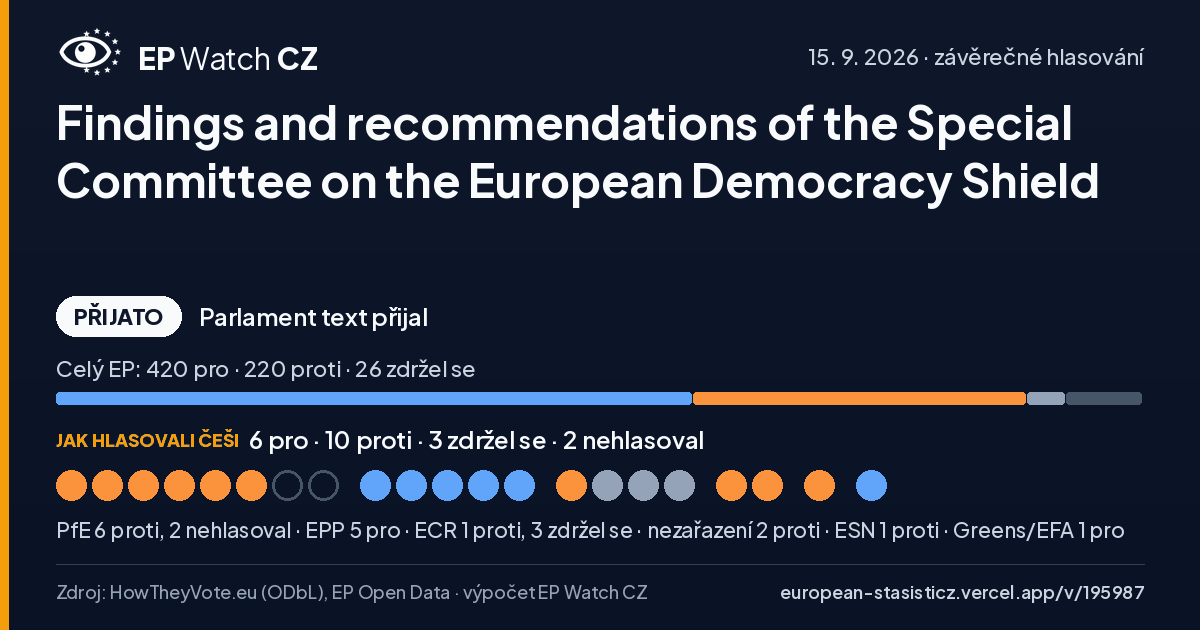 EP Watch CZ
15. 9. 2026 · závěrečné hlasování
Findings and recommendations of the Special
Committee on the European Democracy Shield
PŘIJATO Parlament text přijal
Celý EP: 420 pro · 220 proti · 26 zdržel se
JAK HLASOVALI ČEŠI 6 pro · 10 proti · 3 zdržel se · 2 nehlasoval
PfE 6 proti, 2 nehlasoval · EPP 5 pro · ECR 1 proti, 3 zdržel se · nezařazení 2 proti · ESN 1 proti · Greens/EFA 1 pro
Zdroj: HowTheyVote.eu (ODbL), EP Open Data · výpočet EP Watch CZ
european-stasisticz.vercel.app/v/195987